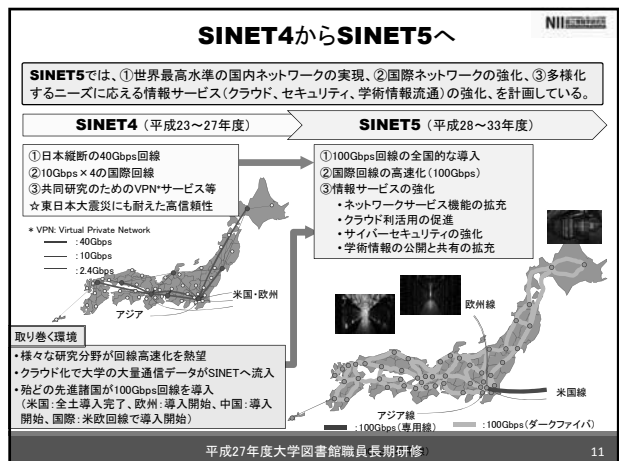 SINET4からSINET5へ
NII
SINET5では、①世界最高水準の国内ネットワークの実現、②国際ネットワークの強化、③多様化
するニーズに応える情報サービス(クラウド、セキュリティ、学術情報流通)の強化、を計画している。
SINET4 (平成23～27年度)
①日本縦断の40Gbps回線
②10Gbps×4の国際回線
③共同研究のためのVPN*サービス等
☆東日本大震災にも耐えた高信頼性
* VPN: Virtual Private Network
:40Gbps
:10Gbps
:2.4Gbps
米国・欧州
アジア
取り巻く環境
・様々な研究分野が回線高速化を熱望
・クラウド化で大学の大量通信データがSINETへ流入
・殆どの先進諸国が100Gbps回線を導入
(米国:全土導入完了、欧州:導入開始、中国:導入
開始、国際:米欧回線で導入開始)
SINET5 (平成28～33年度)
①100Gbps回線の全国的な導入
②国際回線の高速化(100Gbps)
③情報サービスの強化
・ネットワークサービス機能の拡充
・クラウド利活用の促進
・サイバーセキュリティの強化
・学術情報の公開と共有の拡充
欧州線
米国線
アジア線
:100Gbps(専用線)
:100Gbps(ダークファイバ)
平成27年度大学図書館職員長期研修
11